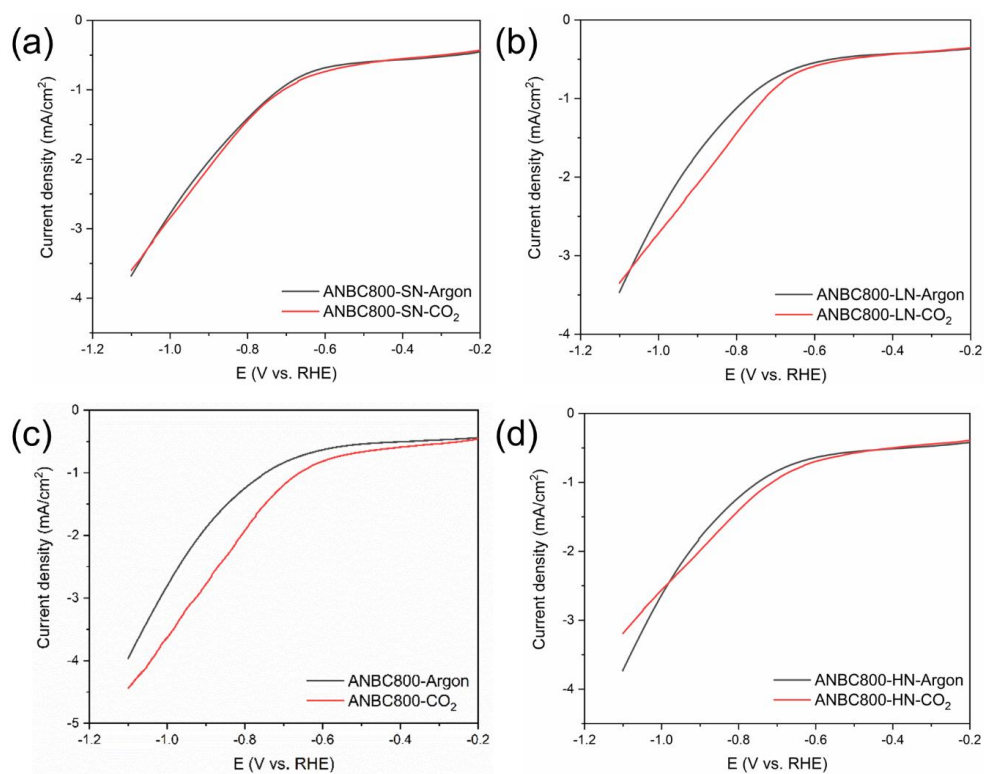 (a)
0
-1
-2
-3
-4
Current density (mA/cm²)
ANBC800-SN-Argon
ANBC800-SN-CO₂
-1.2 -1.0 -0.8 -0.6 -0.4 -0.2
E (V vs. RHE)
(b)
0
-1
-2
-3
-4
Current density (mA/cm²)
ANBC800-LN-Argon
ANBC800-LN-CO₂
-1.2 -1.0 -0.8 -0.6 -0.4 -0.2
E (V vs. RHE)
(c)
0
-1
-2
-3
-4
-5
Current density (mA/cm²)
ANBC800-Argon
ANBC800-CO₂
-1.2 -1.0 -0.8 -0.6 -0.4 -0.2
E (V vs. RHE)
(d)
0
-1
-2
-3
-4
Current density (mA/cm²)
ANBC800-HN-Argon
ANBC800-HN-CO₂
-1.2 -1.0 -0.8 -0.6 -0.4 -0.2
E (V vs. RHE)